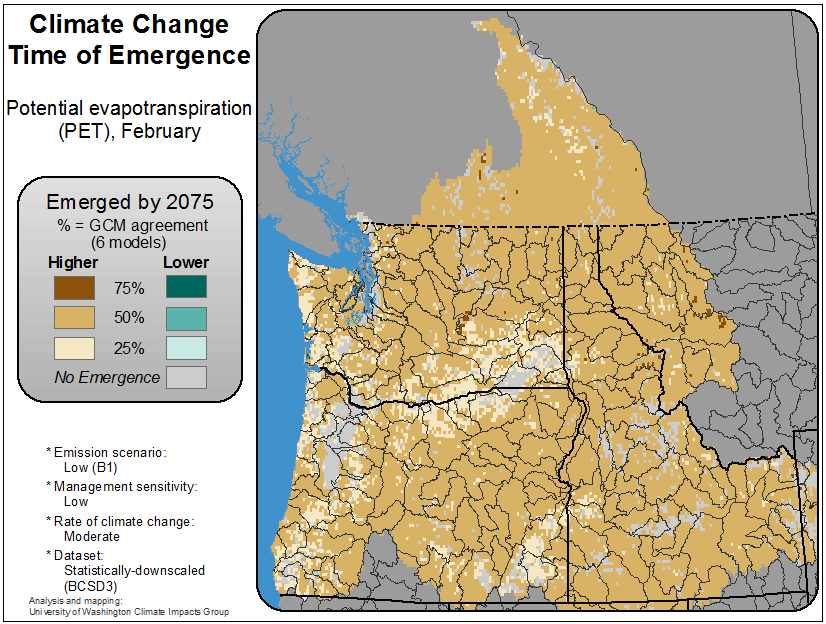 Climate Change
Time of Emergence
Potential evapotranspiration
(PET), February
Emerged by 2075
% = GCM agreement
(6 models)
Higher Lower
75%
50%
25%
No Emergence
* Emission scenario:
Low (B1)
* Management sensitivity:
Low
* Rate of climate change:
Moderate
* Dataset:
Statistically-downscaled
(BCSD3)
Analysis and mapping:
University of Washington Climate Impacts Group